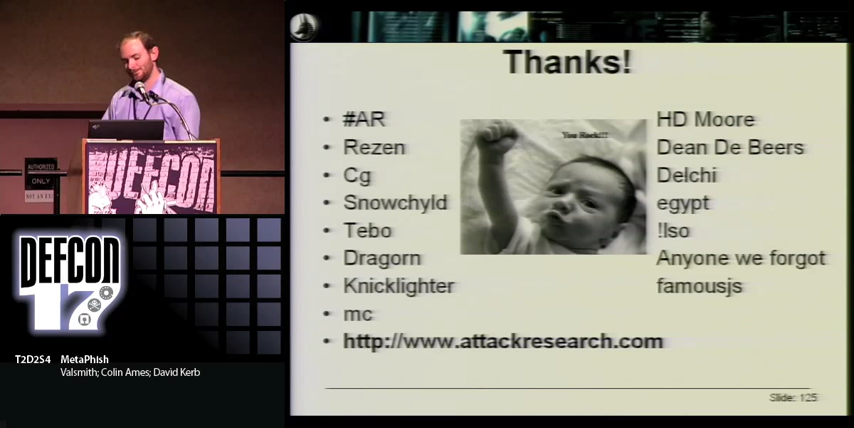 Thanks!
• #AR
• Rezen
• Cg
• Snowchyld
• Tebo
• Dragorn
• Knicklighter
• mc
• http://www.attackresearch.com
You Rock!!!
HD Moore
Dean De Beers
Delchi
egypt
!lso
Anyone we forgot
famousjs
Slide: 125
AUTHORIZED
ONLY
DEFCON
DEFCON
17
T2D2S4 MetaPhish
Valsmith; Colin Ames; David Kerb